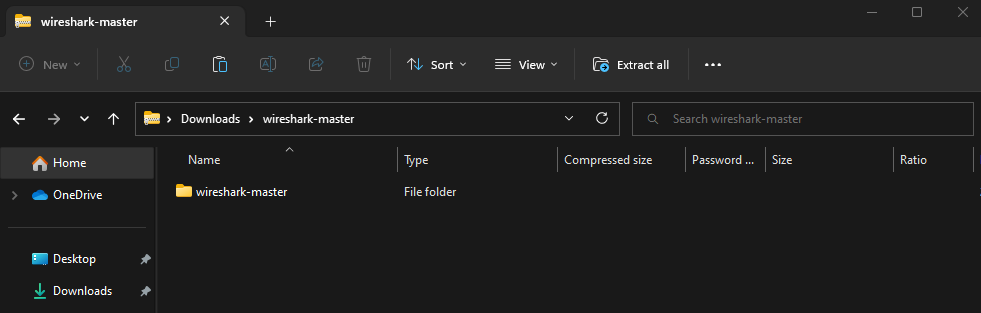 wireshark-master
New
Sort
View
Extract all
Downloads wireshark-master
Search wireshark-master
Home
OneDrive
Desktop
Downloads
Name Type Compressed size Password ... Size Ratio
wireshark-master File folder